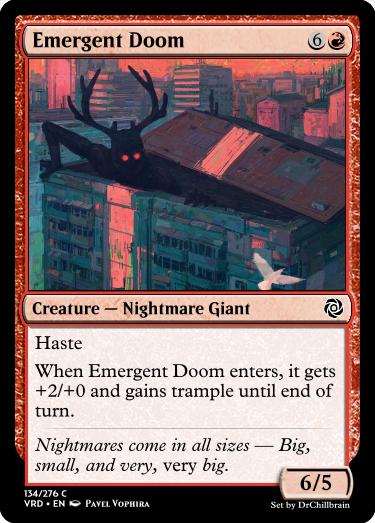 Emergent Doom 6
Creature — Nightmare Giant
Haste
When Emergent Doom enters, it gets
+2/+0 and gains trample until end of
turn.
Nightmares come in all sizes — Big,
small, and very, very big.
6/5
134/276 C
VRD • EN PAVEL VOPHIRA
Set by DrChillbrain